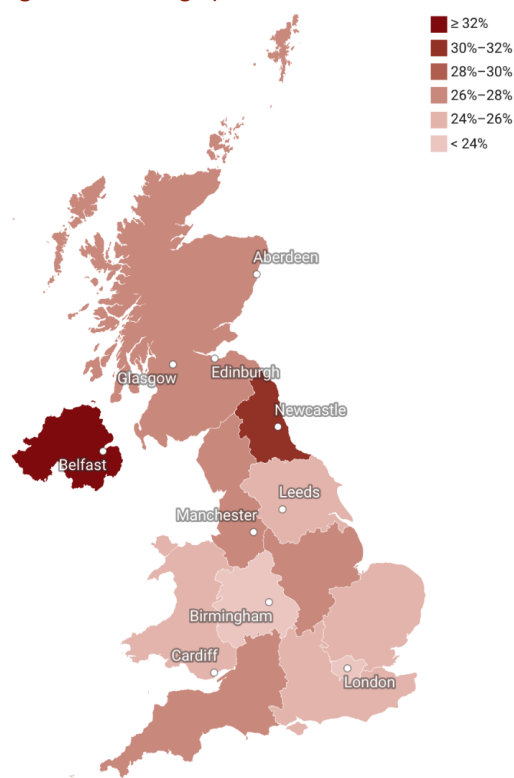 ≥ 32%
30%–32%
28%–30%
26%–28%
24%–26%
< 24%
Aberdeen
Glasgow
Edinburgh
Newcastle
Belfast
Leeds
Manchester
Birmingham
Cardiff
London